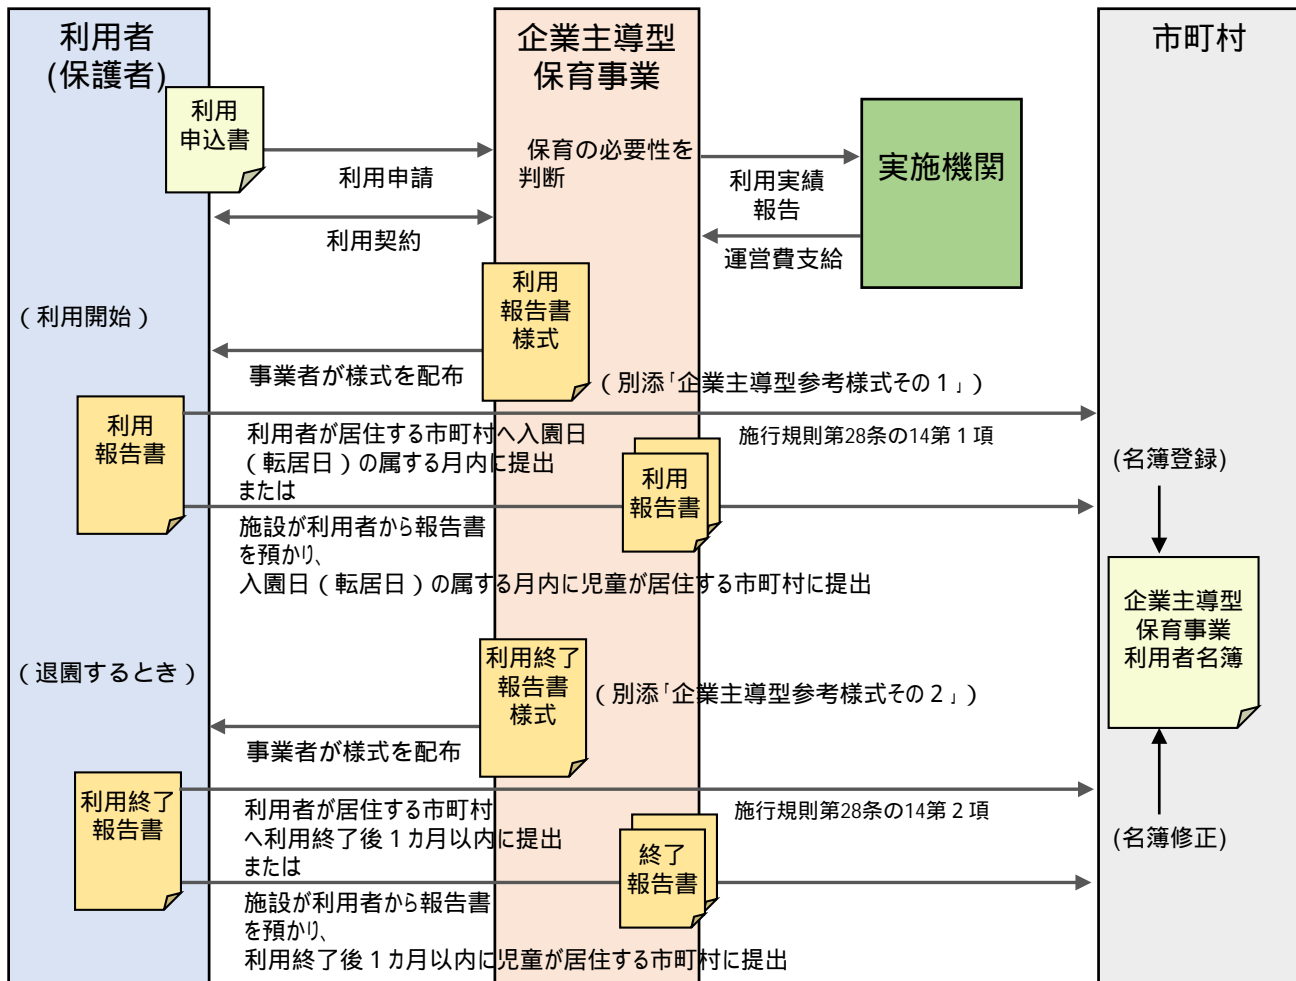 利用者
(保護者)
企業主導型
保育事業
市町村
利用
申込書
利用申請
保育の必要性を
判断
利用実績
報告
実施機関
利用契約
運営費支給
利用
報告書
様式
(利用開始)
事業者が様式を配布
(別添「企業主導型参考様式その1」)
利用
報告書
利用者が居住する市町村へ入園日
(転居日)の属する月内に提出
または
施行規則第28条の14第1項
利用
報告書
施設が利用者から報告書
を預かり、
入園日(転居日)の属する月内に児童が居住する市町村に提出
(名簿登録)
企業主導型
保育事業
利用者名簿
(名簿修正)
(退園するとき)
利用終了
報告書
様式
(別添「企業主導型参考様式その2」)
事業者が様式を配布
利用終了
報告書
利用者が居住する市町村
へ利用終了後1カ月以内に提出
または
施行規則第28条の14第2項
終了
報告書
施設が利用者から報告書
を預かり、
利用終了後1カ月以内に児童が居住する市町村に提出